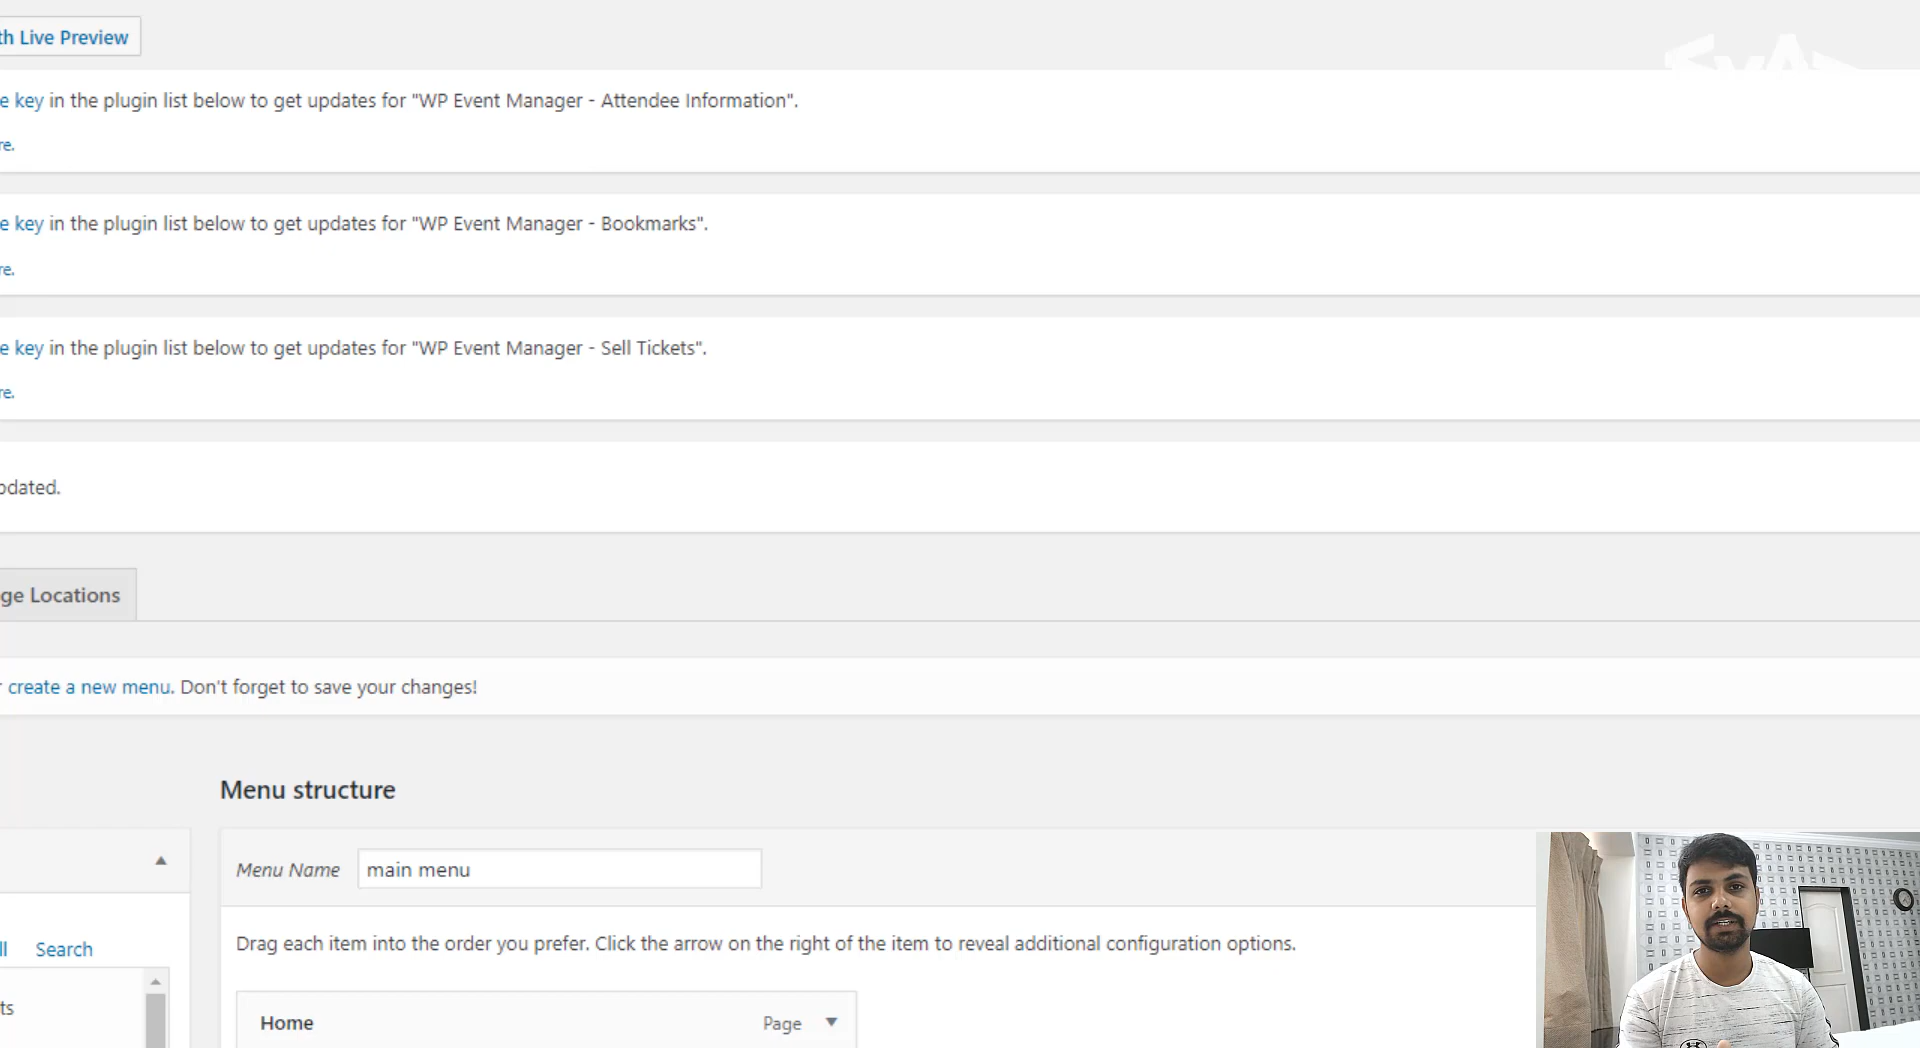 th Live Preview
e key in the plugin list below to get updates for "WP Event Manager - Attendee Information".
re.
e key in the plugin list below to get updates for "WP Event Manager - Bookmarks".
re.
e key in the plugin list below to get updates for "WP Event Manager - Sell Tickets".
re.
pdated.
ge Locations
r create a new menu. Don't forget to save your changes!
Menu structure
Menu Name main menu
Drag each item into the order you prefer. Click the arrow on the right of the item to reveal additional configuration options.
ll Search
ts
Home Page